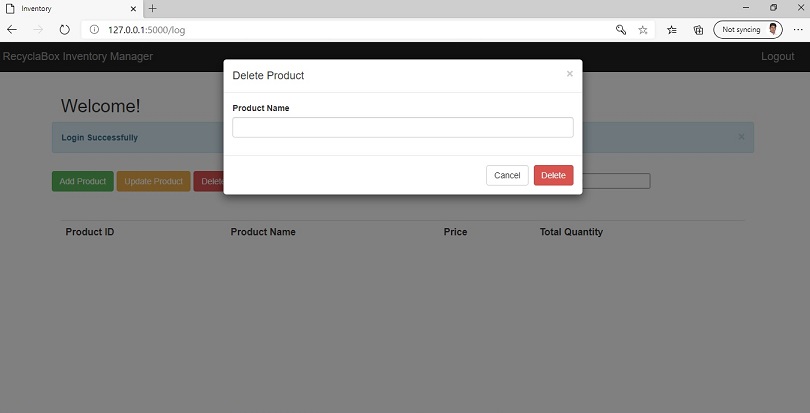 Inventory
127.0.0.1:5000/log
Not syncing
RecyclaBox Inventory Manager
Logout
Delete Product
×
Welcome!
Product Name
Login Successfully
×
Add Product
Update Product
Cancel
Delete
Product ID
Product Name
Price
Total Quantity